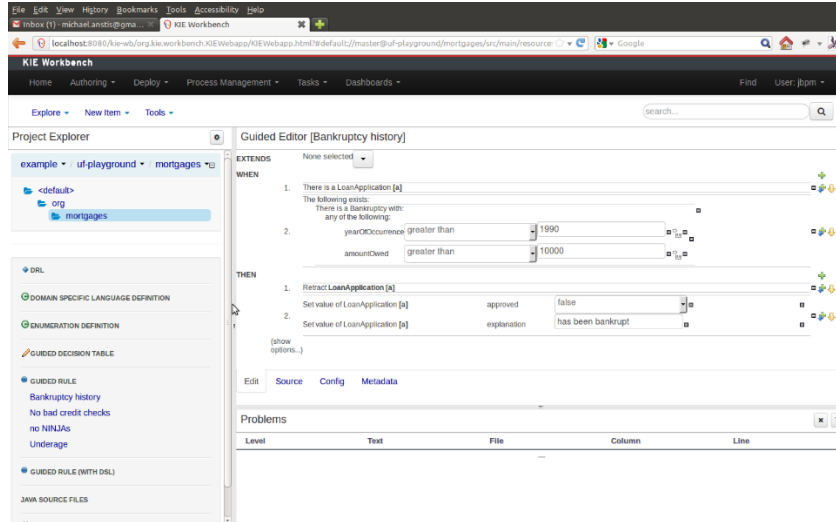 File Edit View History Bookmarks Tools Accessibility Help
Inbox (1) - michael.anstis@gma... KIE Workbench
localhost:8080/kie-wb/org.kie.workbench.KIEWebapp/KIEWebapp.html?#default://master@uf-playground/mortgages/src/main/resource Google
KIE Workbench
Home Authoring Deploy Process Management Tasks Dashboards Find User: jbpm
Explore New Item Tools search...
Project Explorer
example / uf-playground / mortgages
<default>
org
mortgages
DRL
DOMAIN SPECIFIC LANGUAGE DEFINITION
ENUMERATION DEFINITION
GUIDED DECISION TABLE
GUIDED RULE
Bankruptcy history
No bad credit checks
no NINJAs
Underage
GUIDED RULE (WITH DSL)
JAVA SOURCE FILES
Guided Editor [Bankruptcy history]
EXTENDS None selected
WHEN
1. There is a LoanApplication [a]
The following exists:
There is a Bankruptcy with:
any of the following:
2. yearOfOccurrence greater than 1990
amountOwed greater than 10000
THEN
1. Retract LoanApplication [a]
Set value of LoanApplication [a] approved false
2.
Set value of LoanApplication [a] explanation has been bankrupt
(show
options...)
Edit Source Config Metadata
Problems
Level Text File Column Line